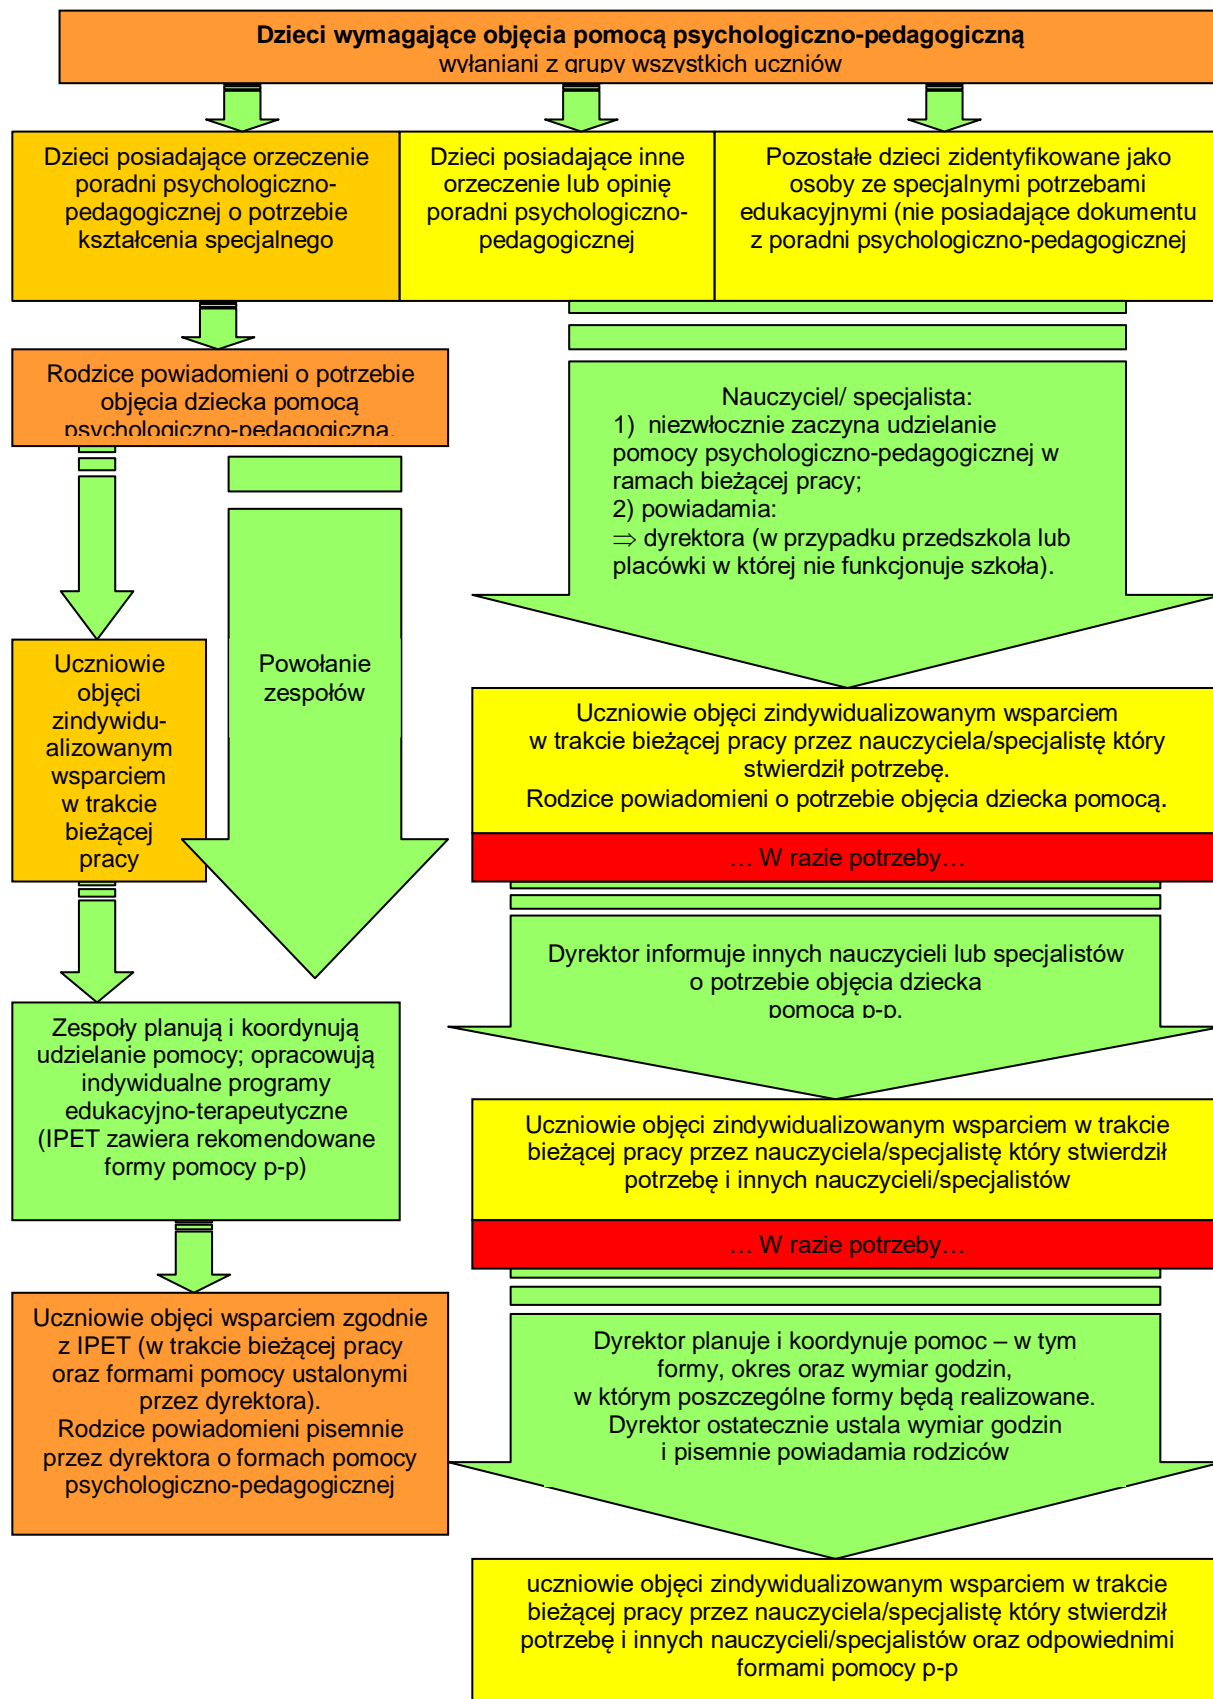 Dzieci wymagające objęcia pomocą psychologiczno-pedagogiczną
wyłaniani z grupy wszystkich uczniów
Dzieci posiadające orzeczenie
poradni psychologiczno-
pedagogicznej o potrzebie
kształcenia specjalnego
Dzieci posiadające inne
orzeczenie lub opinię
poradni psychologiczno-
pedagogicznej
Pozostałe dzieci zidentyfikowane jako
osoby ze specjalnymi potrzebami
edukacyjnymi (nie posiadające dokumentu
z poradni psychologiczno-pedagogicznej
Rodzice powiadomieni o potrzebie
objęcia dziecka pomocą
psychologiczno-pedagogiczną.
Nauczyciel/ specjalista:
1) niezwłocznie zaczyna udzielanie
pomocy psychologiczno-pedagogicznej w
ramach bieżącej pracy;
2) powiadamia:
⇒ dyrektora (w przypadku przedszkola lub
placówki w której nie funkcjonuje szkoła).
Uczniowie
objęci
zindywidu-
alizowanym
wsparciem
w trakcie
bieżącej
pracy
Powołanie
zespołów
Uczniowie objęci zindywidualizowanym wsparciem
w trakcie bieżącej pracy przez nauczyciela/specjalistę który
stwierdził potrzebę.
Rodzice powiadomieni o potrzebie objęcia dziecka pomocą.
… W razie potrzeby…
Dyrektor informuje innych nauczycieli lub specjalistów
o potrzebie objęcia dziecka
pomocą p-p.
Zespoły planują i koordynują
udzielanie pomocy; opracowują
indywidualne programy
edukacyjno-terapeutyczne
(IPET zawiera rekomendowane
formy pomocy p-p)
Uczniowie objęci zindywidualizowanym wsparciem w trakcie
bieżącej pracy przez nauczyciela/specjalistę który stwierdził
potrzebę i innych nauczycieli/specjalistów
… W razie potrzeby…
Uczniowie objęci wsparciem zgodnie
z IPET (w trakcie bieżącej pracy
oraz formami pomocy ustalonymi
przez dyrektora).
Rodzice powiadomieni pisemnie
przez dyrektora o formach pomocy
psychologiczno-pedagogicznej
Dyrektor planuje i koordynuje pomoc – w tym
formy, okres oraz wymiar godzin,
w którym poszczególne formy będą realizowane.
Dyrektor ostatecznie ustala wymiar godzin
i pisemnie powiadamia rodziców
uczniowie objęci zindywidualizowanym wsparciem w trakcie
bieżącej pracy przez nauczyciela/specjalistę który stwierdził
potrzebę i innych nauczycieli/specjalistów oraz odpowiednimi
formami pomocy p-p